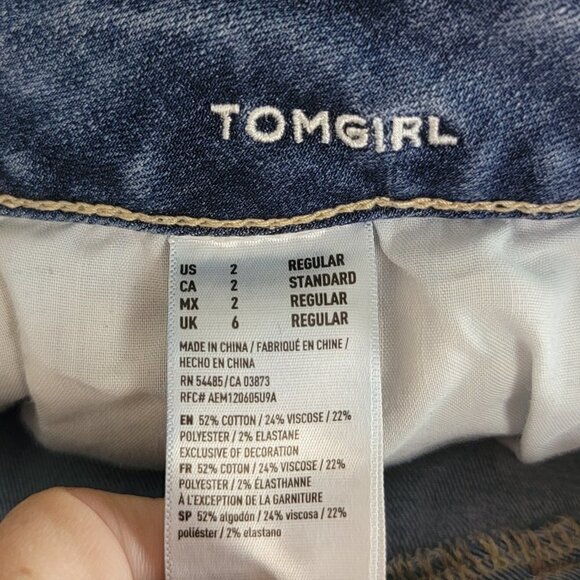 TOMGIRL
US 2 REGULAR
CA 2 STANDARD
MX 2 REGULAR
UK 6 REGULAR
MADE IN CHINA / FABRIQUÉ EN CHINE /
HECHO EN CHINA
RN 54485/CA 03873
RFC# AEM120605U9A
EN 52% COTTON / 24% VISCOSE / 22%
POLYESTER / 2% ELASTANE
EXCLUSIVE OF DECORATION
FR 52% COTON / 24% VISCOSE / 22%
POLYESTER / 2% ÉLASTHANNE
À L'EXCEPTION DE LA GARNITURE
SP 52% algodón / 24% viscosa / 22%
poliéster / 2% elastano